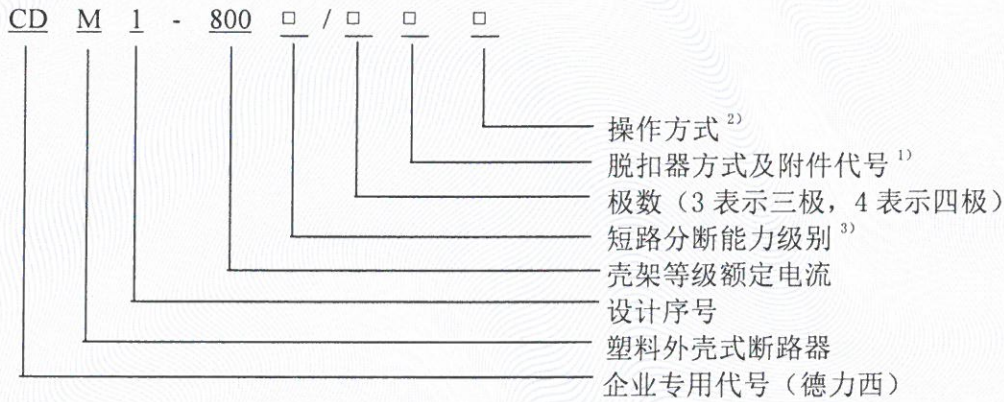 CD M 1 - 800 □ / □ □ □
操作方式 2)
脱扣器方式及附件代号 1)
极数（3 表示三极，4 表示四极）
短路分断能力级别 3)
壳架等级额定电流
设计序号
塑料外壳式断路器
企业专用代号（德力西）